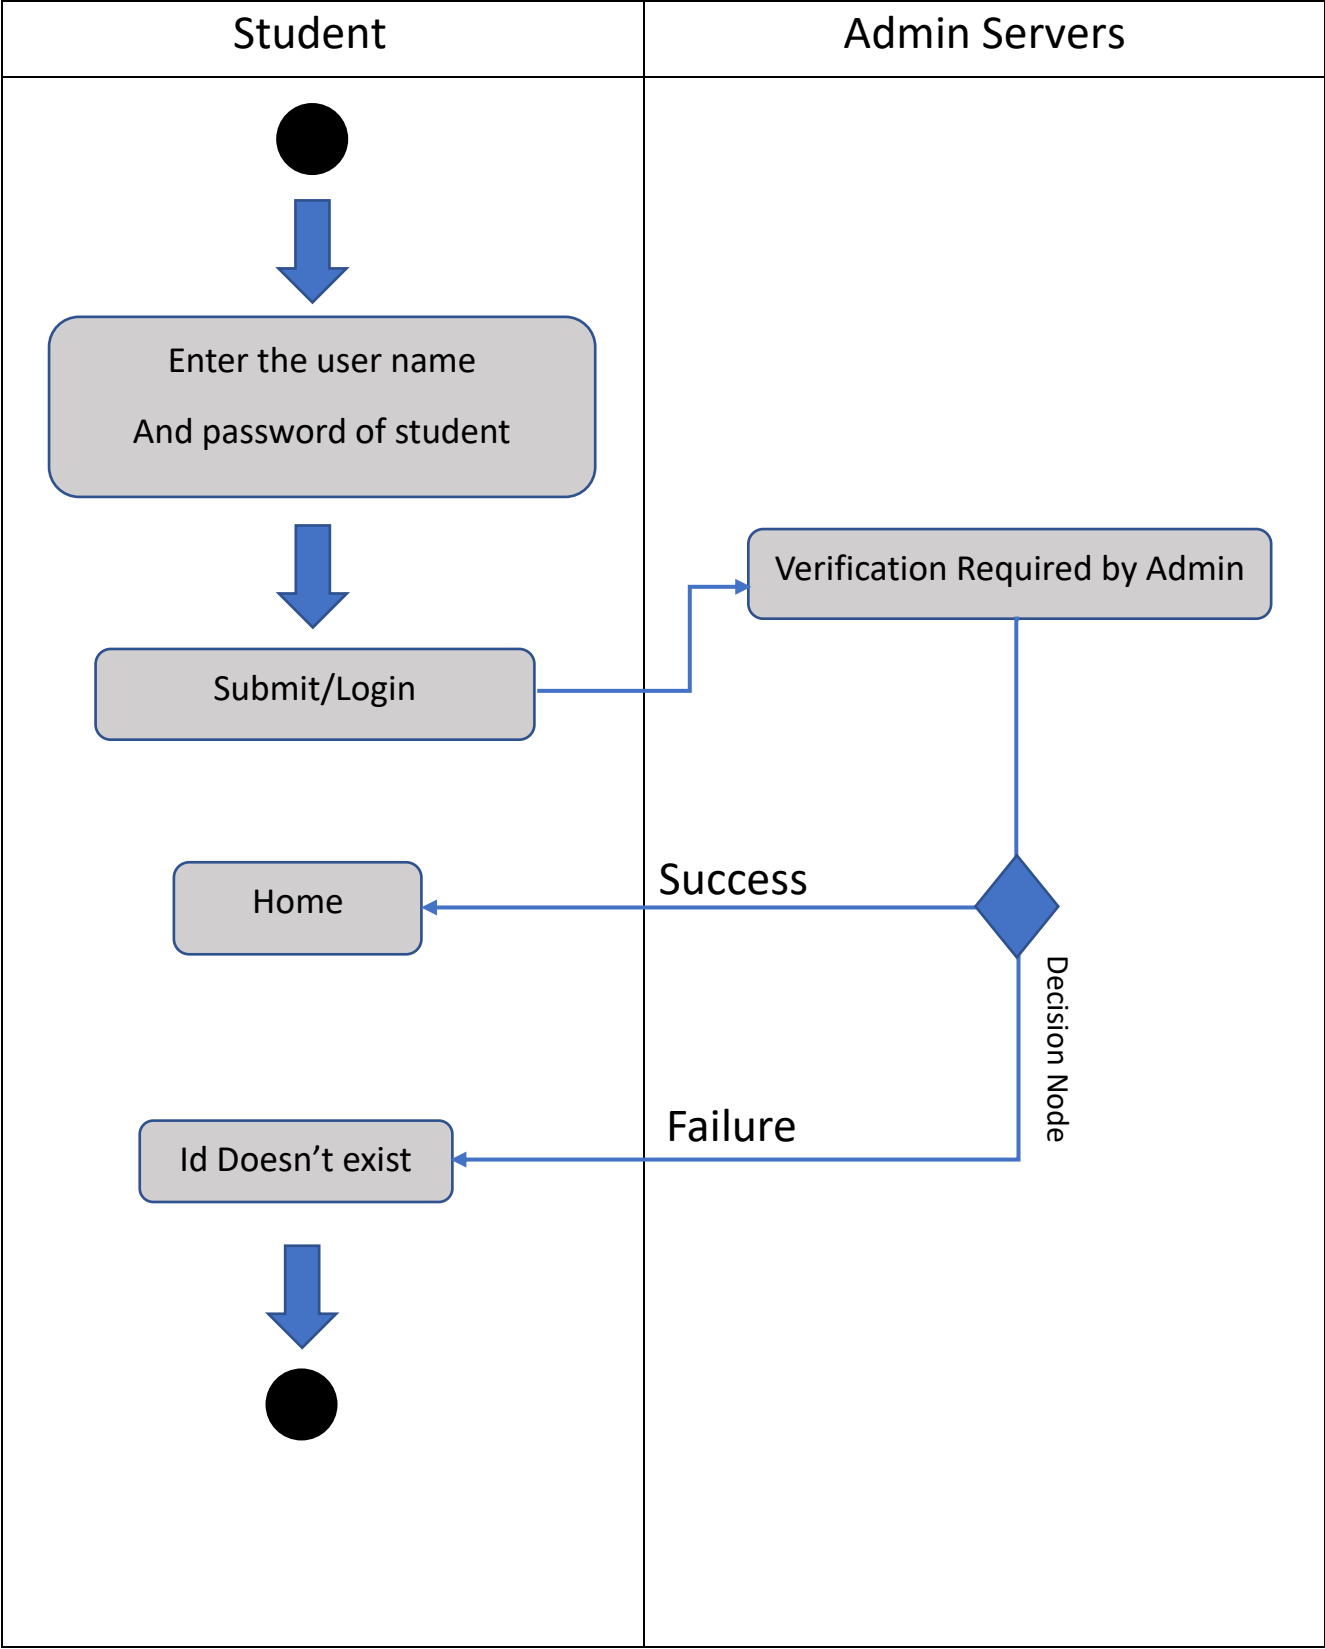 Student
Admin Servers
Enter the user name
And password of student
Verification Required by Admin
Submit/Login
Success
Home
Decision Node
Failure
Id Doesn’t exist